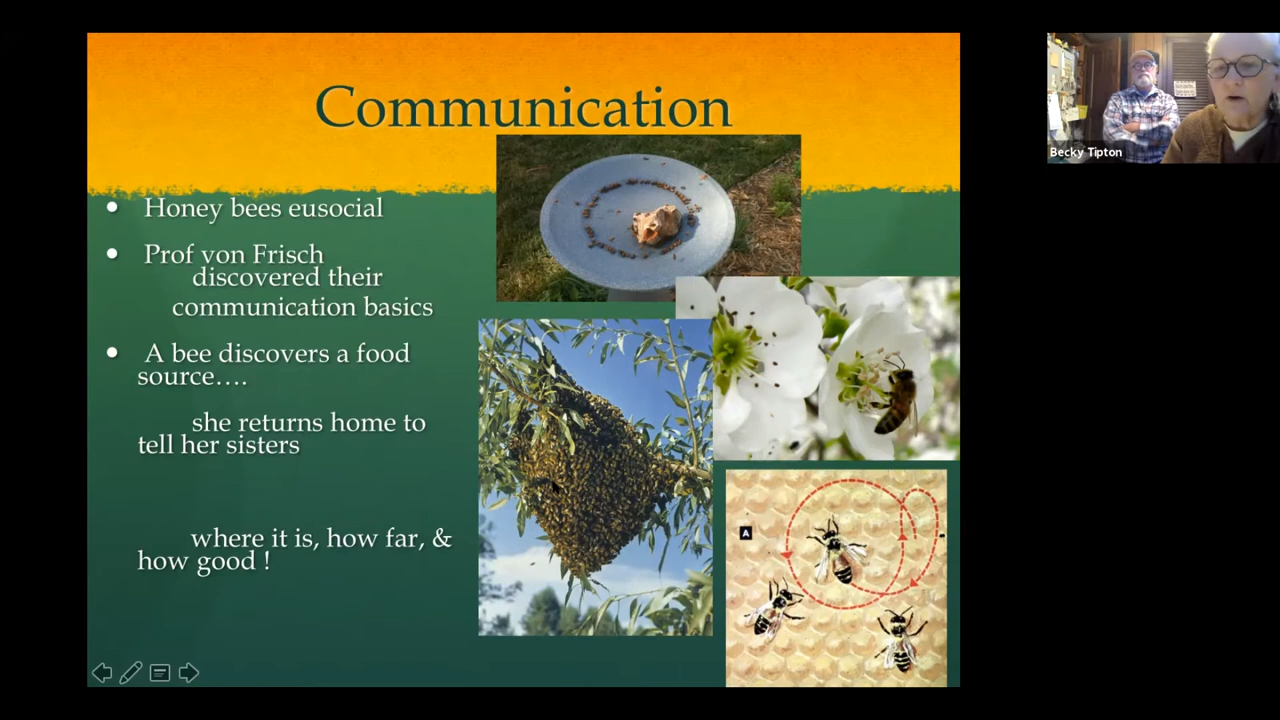 Communication
• Honey bees eusocial
• Prof von Frisch
discovered their
communication basics
• A bee discovers a food
source….
she returns home to
tell her sisters
where it is, how far, &
how good !
A
Becky Tipton